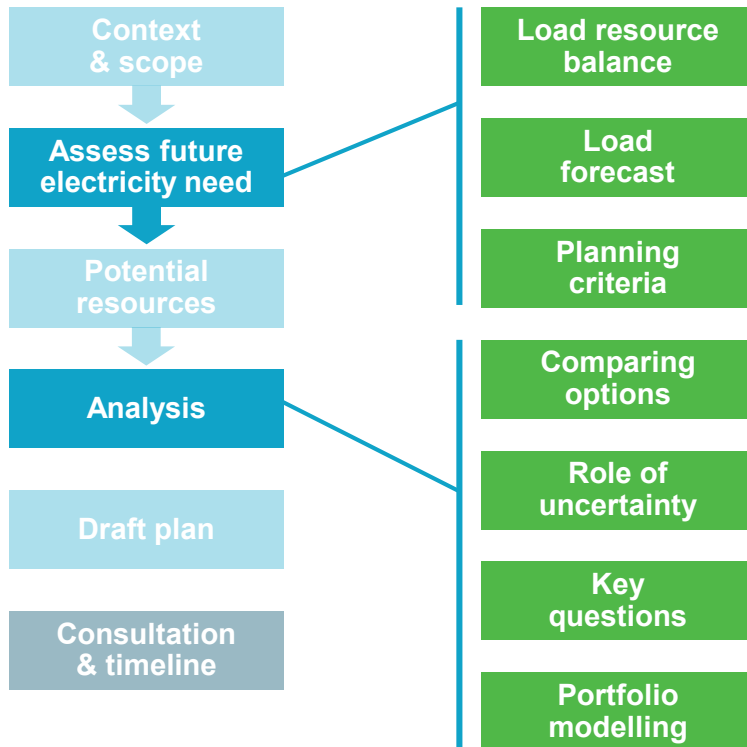 Context
& scope
Assess future
electricity need
Potential
resources
Analysis
Draft plan
Consultation
& timeline
Load resource
balance
Load
forecast
Planning
criteria
Comparing
options
Role of
uncertainty
Key
questions
Portfolio
modelling